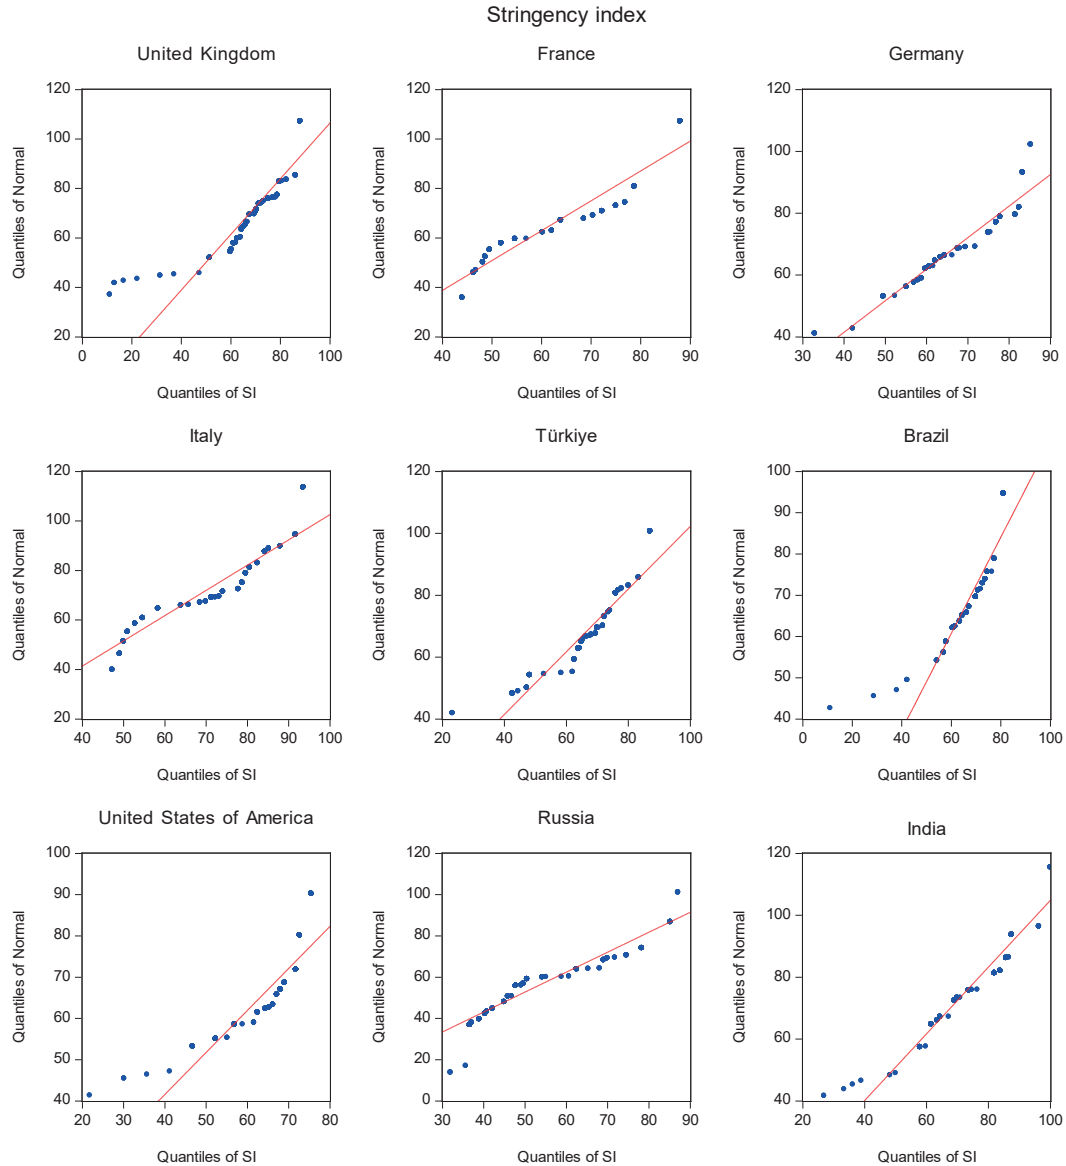 Stringency index
United Kingdom
France
Germany
Quantiles of Normal
120
100
80
60
40
20
0 20 40 60 80 100
Quantiles of SI
Quantiles of Normal
120
100
80
60
40
20
40 50 60 70 80 90
Quantiles of SI
Quantiles of Normal
120
100
80
60
40
30 40 50 60 70 80 90
Quantiles of SI
Italy
Türkiye
Brazil
Quantiles of Normal
120
100
80
60
40
20
40 50 60 70 80 90 100
Quantiles of SI
Quantiles of Normal
120
100
80
60
40
20 40 60 80 100
Quantiles of SI
Quantiles of Normal
100
90
80
70
60
50
40
0 20 40 60 80 100
Quantiles of SI
United States of America
Russia
India
Quantiles of Normal
100
90
80
70
60
50
40
20 30 40 50 60 70 80
Quantiles of SI
Quantiles of Normal
120
100
80
60
40
20
0
30 40 50 60 70 80 90
Quantiles of SI
Quantiles of Normal
120
100
80
60
40
20 40 60 80 100
Quantiles of SI